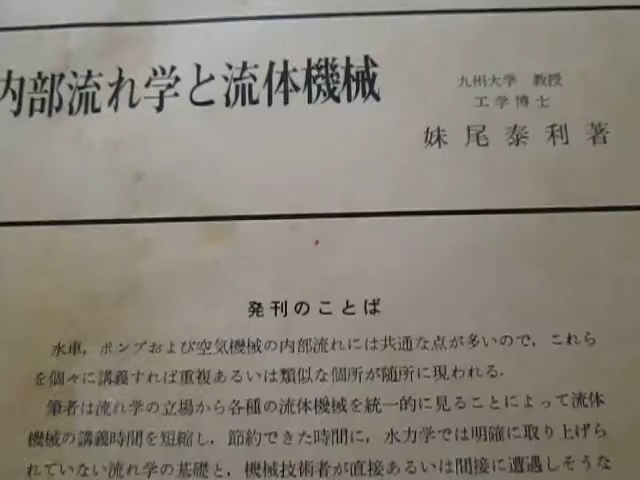 内部流れ学と流体機械
九州大学 教授
工学博士
妹尾泰利著
発刊のことば
水車，ポンプおよび空気機械の内部流れには共通な点が多いので，これら
を個々に講義すれば重複あるいは類似な個所が随所に現われる．
筆者は流れ学の立場から各種の流体機械を統一的に見ることによって流体
機械の講義時間を短縮し，節約できた時間に，水力学では明確に取り上げら
れていない流れ学の基礎と，機械技術者が直接あるいは間接に遭遇しそうな